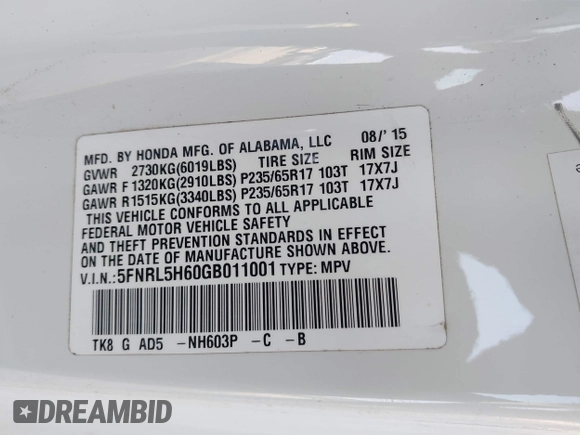 MFD. BY HONDA MFG. OF ALABAMA, LLC 08/'15
GVWR 2730KG(6019LBS) TIRE SIZE RIM SIZE
GAWR F 1320KG(2910LBS) P235/65R17 103T 17X7J
GAWR R 1515KG(3340LBS) P235/65R17 103T 17X7J
THIS VEHICLE CONFORMS TO ALL APPLICABLE
FEDERAL MOTOR VEHICLE SAFETY
AND THEFT PREVENTION STANDARDS IN EFFECT
ON THE DATE OF MANUFACTURE SHOWN ABOVE.
V.I.N.:5FNRL5H60GB011001 TYPE: MPV
TK8 G AD5 -NH603P -C -B
DREAMBID